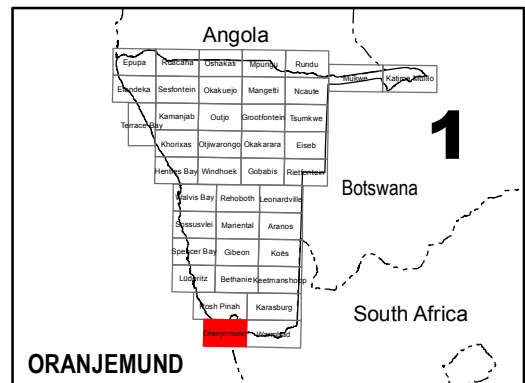 Angola
Epupa Ruacana Oshakati Mpungu Rundu
Mukwe Katima Mulilo
Etendeka Sesfontein Okakuejo Mangetti Ncaute
Terrace Bay Kamanjab Outjo Grootfontein Tsumkwe
1
Khorixas Otjiwarongo Okakarara Eiseb
Henties Bay Windhoek Gobabis Rietfontein
Botswana
Walvis Bay Rehoboth Leonardville
Sossusvlei Mariental Aranos
Spencer Bay Gibeon Koës
Lüderitz Bethanie Keetmanshoop
Rosh Pinah Karasburg
South Africa
Oranjemund Warmbad
ORANJEMUND